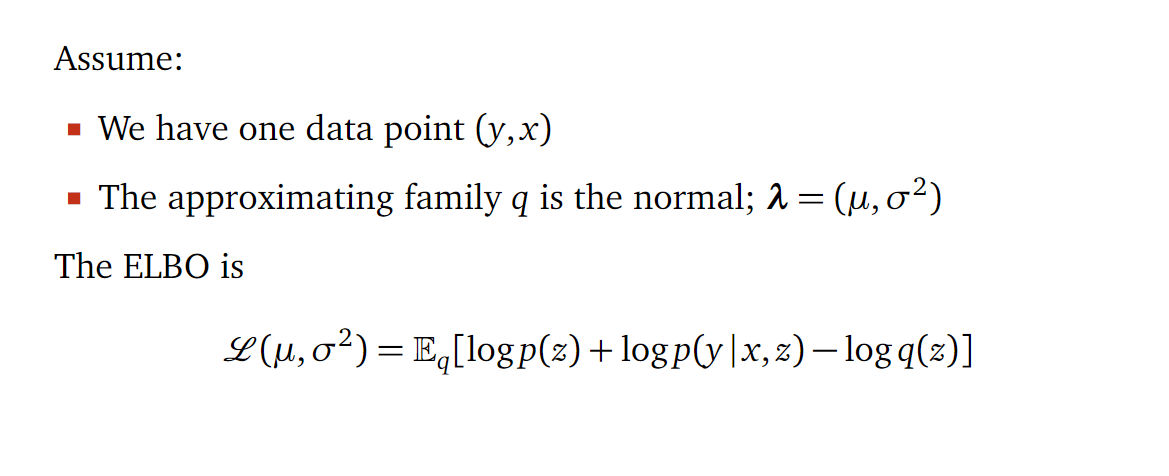 Assume:
▪ We have one data point (y,x)
▪ The approximating family q is the normal; λ = (μ,σ²)
The ELBO is
ℒ(μ,σ²) = 𝔼_q[log p(z) + log p(y|x,z) − log q(z)]